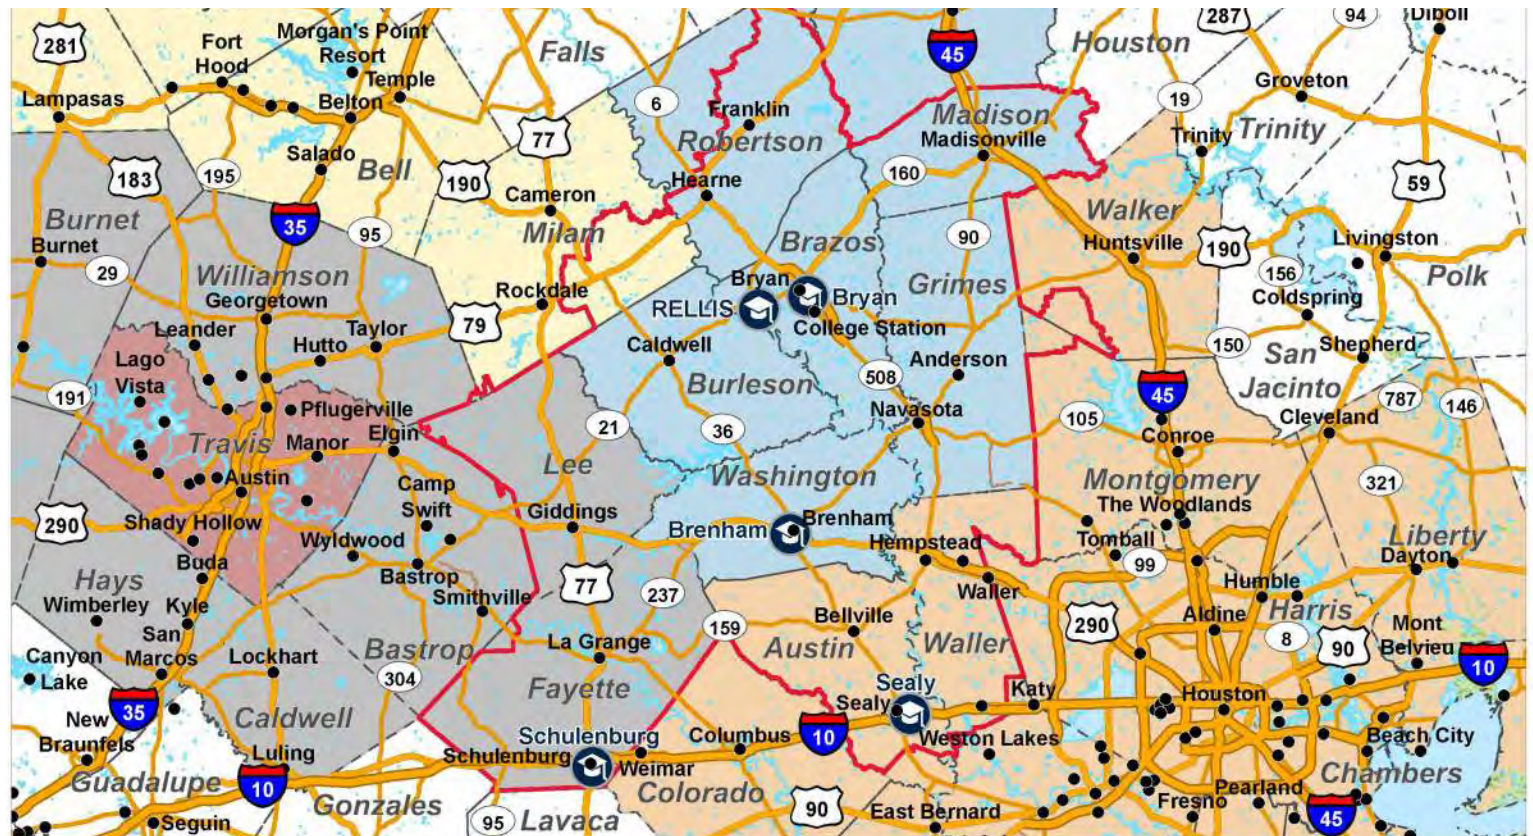 281
Fort
Hood
Morgan's Point
Resort
Falls
45
Houston
287
94
Diboll
Lampasas
Temple
Belton
6
Franklin
Robertson
Madison
Madisonville
19
Groveton
Trinity
Trinity
183
195
Salado
Bell
190
77
Cameron
Hearne
160
59
Burnet
Burnet
29
35
95
Milam
Brazos
90
Walker
Huntsville
190
Livingston
Polk
156
Coldspring
Williamson
Georgetown
Rockdale
Bryan
RELLIS
Bryan
College Station
Grimes
Leander
Taylor
Hutto
79
Lago
Vista
Caldwell
Burleson
508
Anderson
150
San
Jacinto
Shepherd
191
Pflugerville
Travis
Manor
Elgin
21
36
Navasota
105
45
Conroe
Cleveland
787
146
Austin
Camp
Swift
Lee
Washington
Montgomery
The Woodlands
321
290
Shady Hollow
Wyldwood
Giddings
Brenham
Brenham
Hempstead
Tomball
99
Liberty
Dayton
Hays
Buda
Bastrop
Smithville
77
237
Waller
Humble
Wimberley
Kyle
San
Marcos
La Grange
159
Bellville
Austin
Waller
290
Aldine
Harris
8
90
Mont
Belvieu
10
Canyon
Lake
Lockhart
Bastrop
304
Fayette
35
New
Braunfels
Caldwell
Luling
Schulenburg
Schulenburg
Weimar
Columbus
10
Sealy
Sealy
Katy
Weston Lakes
Houston
Beach City
Guadalupe
10
Gonzales
Seguin
95
Lavaca
Colorado
90
East Bernard
Fresno
Pearland
45
Chambers